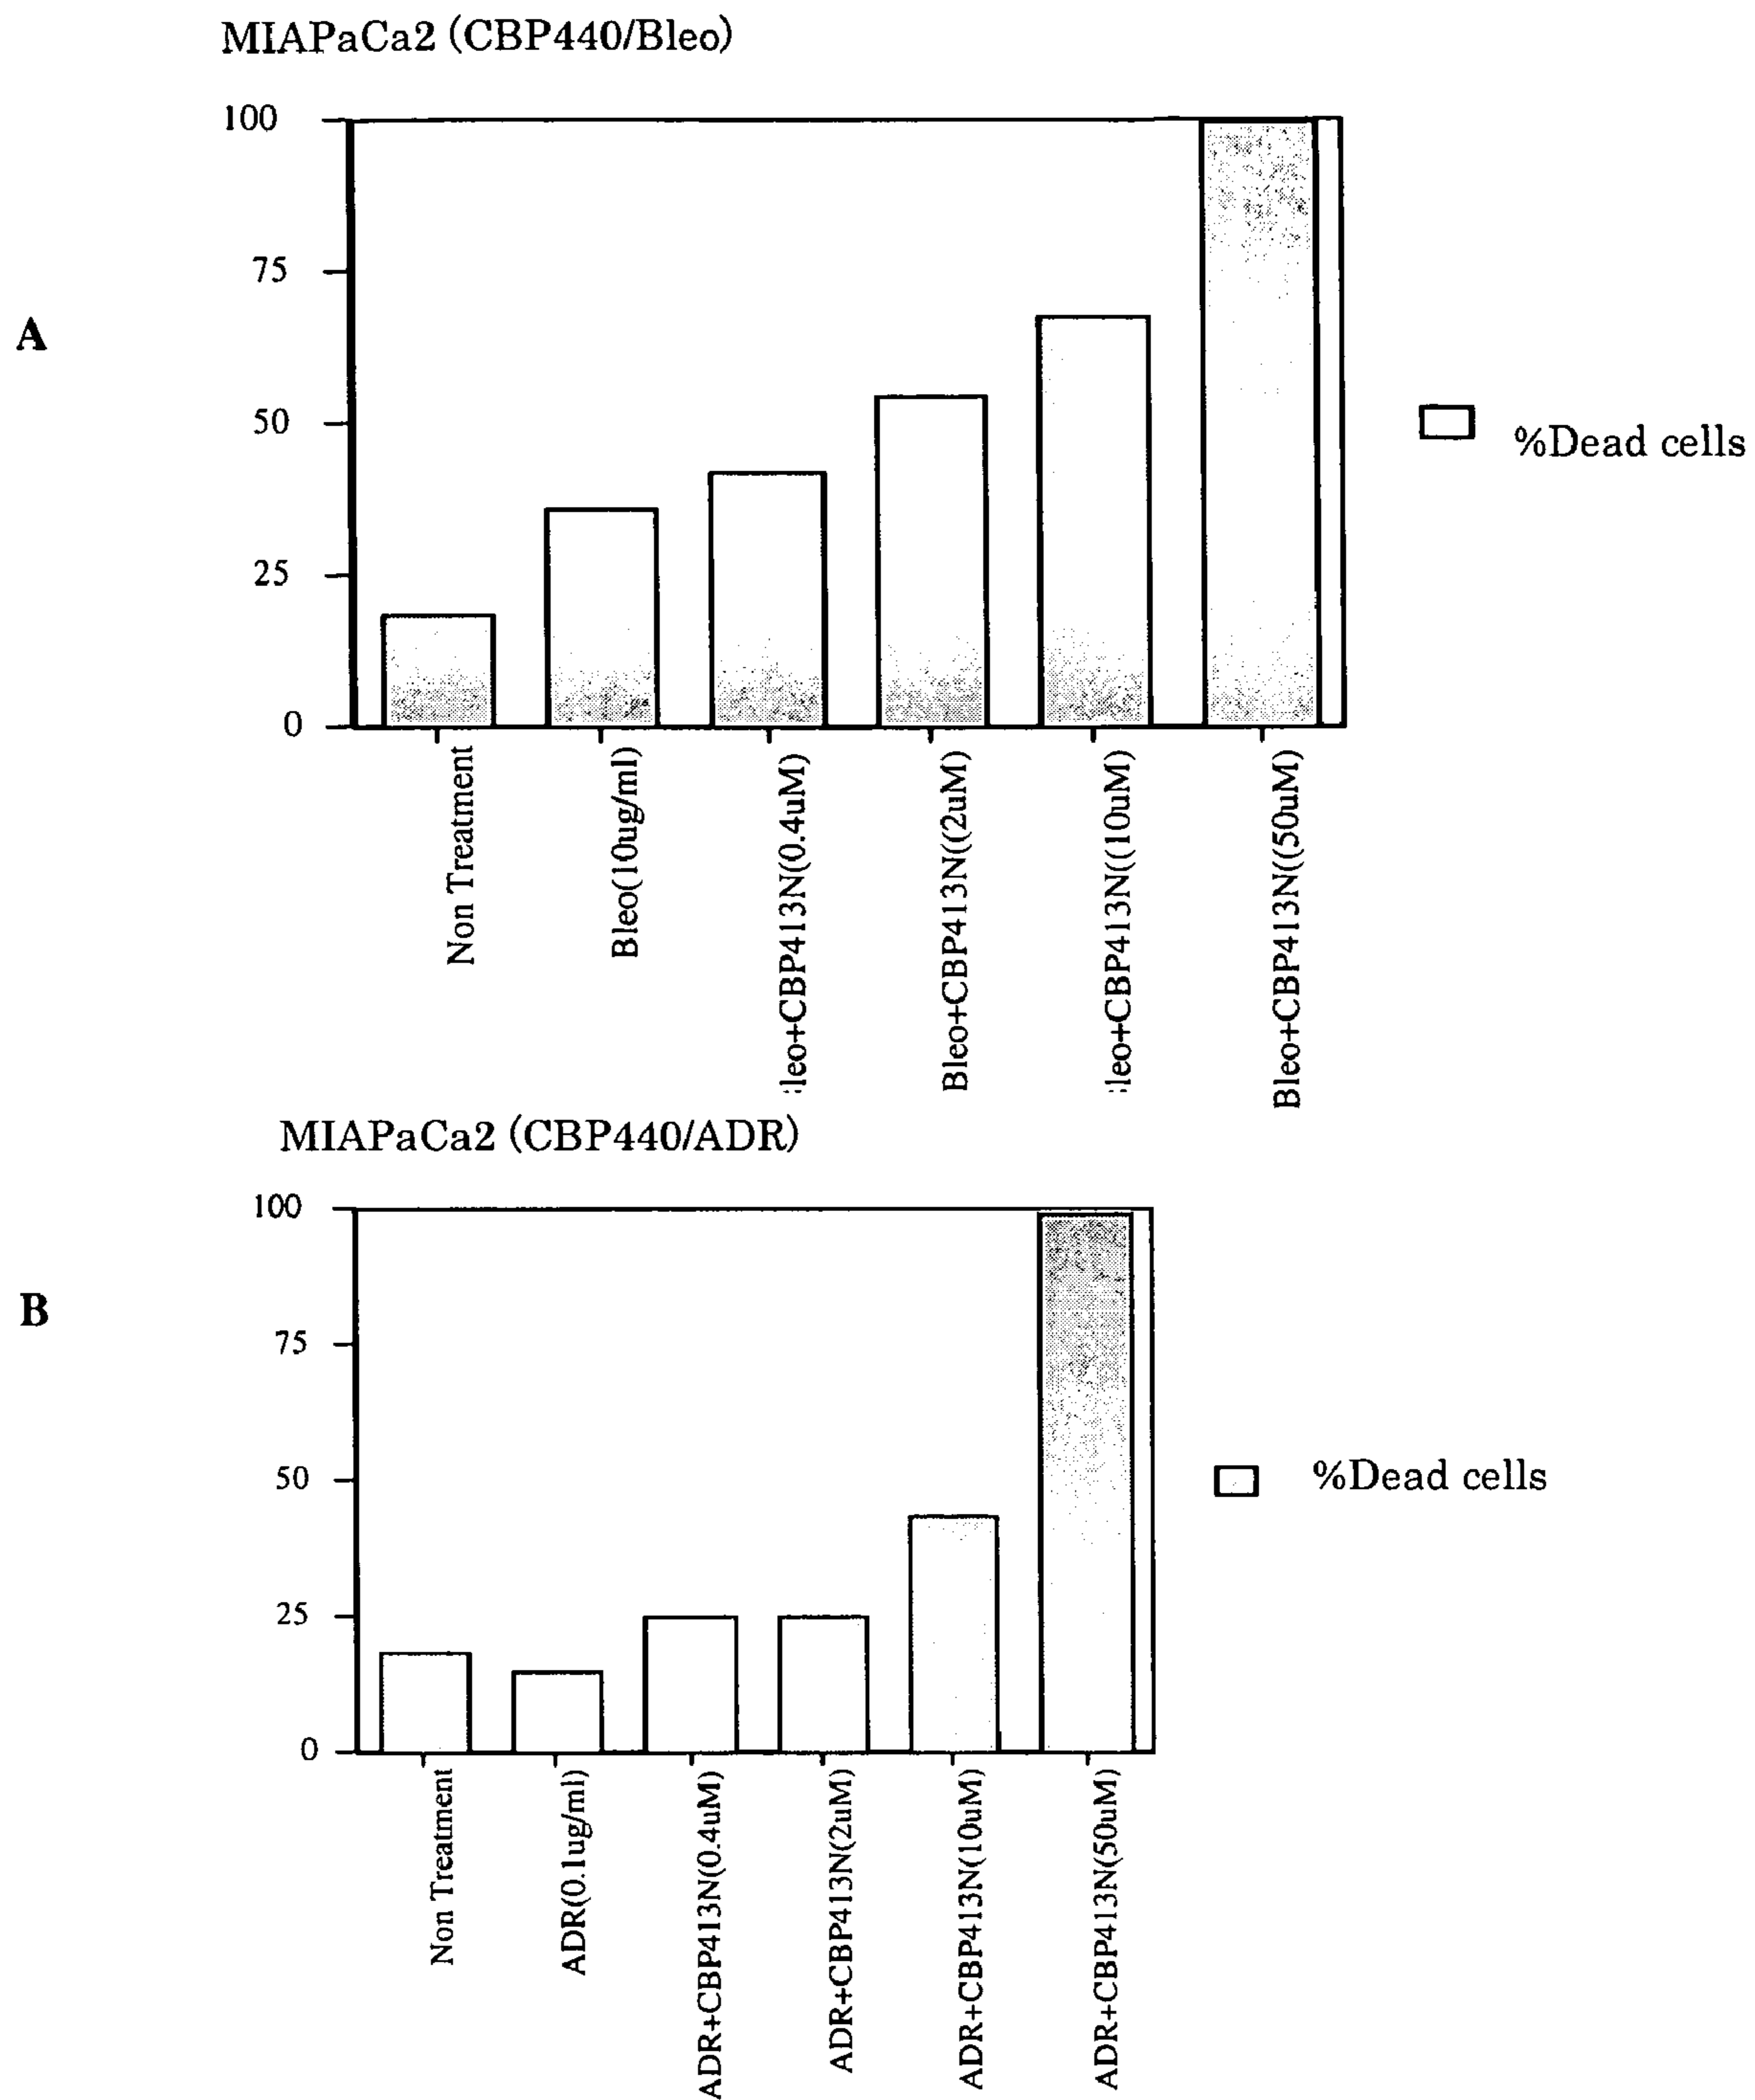 MIAPaCa2 (CBP440/Bleo)
A
100
75
50
25
0
%Dead cells
Non Treatment
Bleo(10ug/ml)
leo+CBP413N(0.4uM)
Bleo+CBP413N((2uM)
leo+CBP413N((10uM)
Bleo+CBP413N((50uM)
MIAPaCa2 (CBP440/ADR)
B
100
75
50
25
0
%Dead cells
Non Treatment
ADR(0.1ug/ml)
ADR+CBP413N(0.4uM)
ADR+CBP413N(2uM)
ADR+CBP413N(10uM)
ADR+CBP413N(50uM)